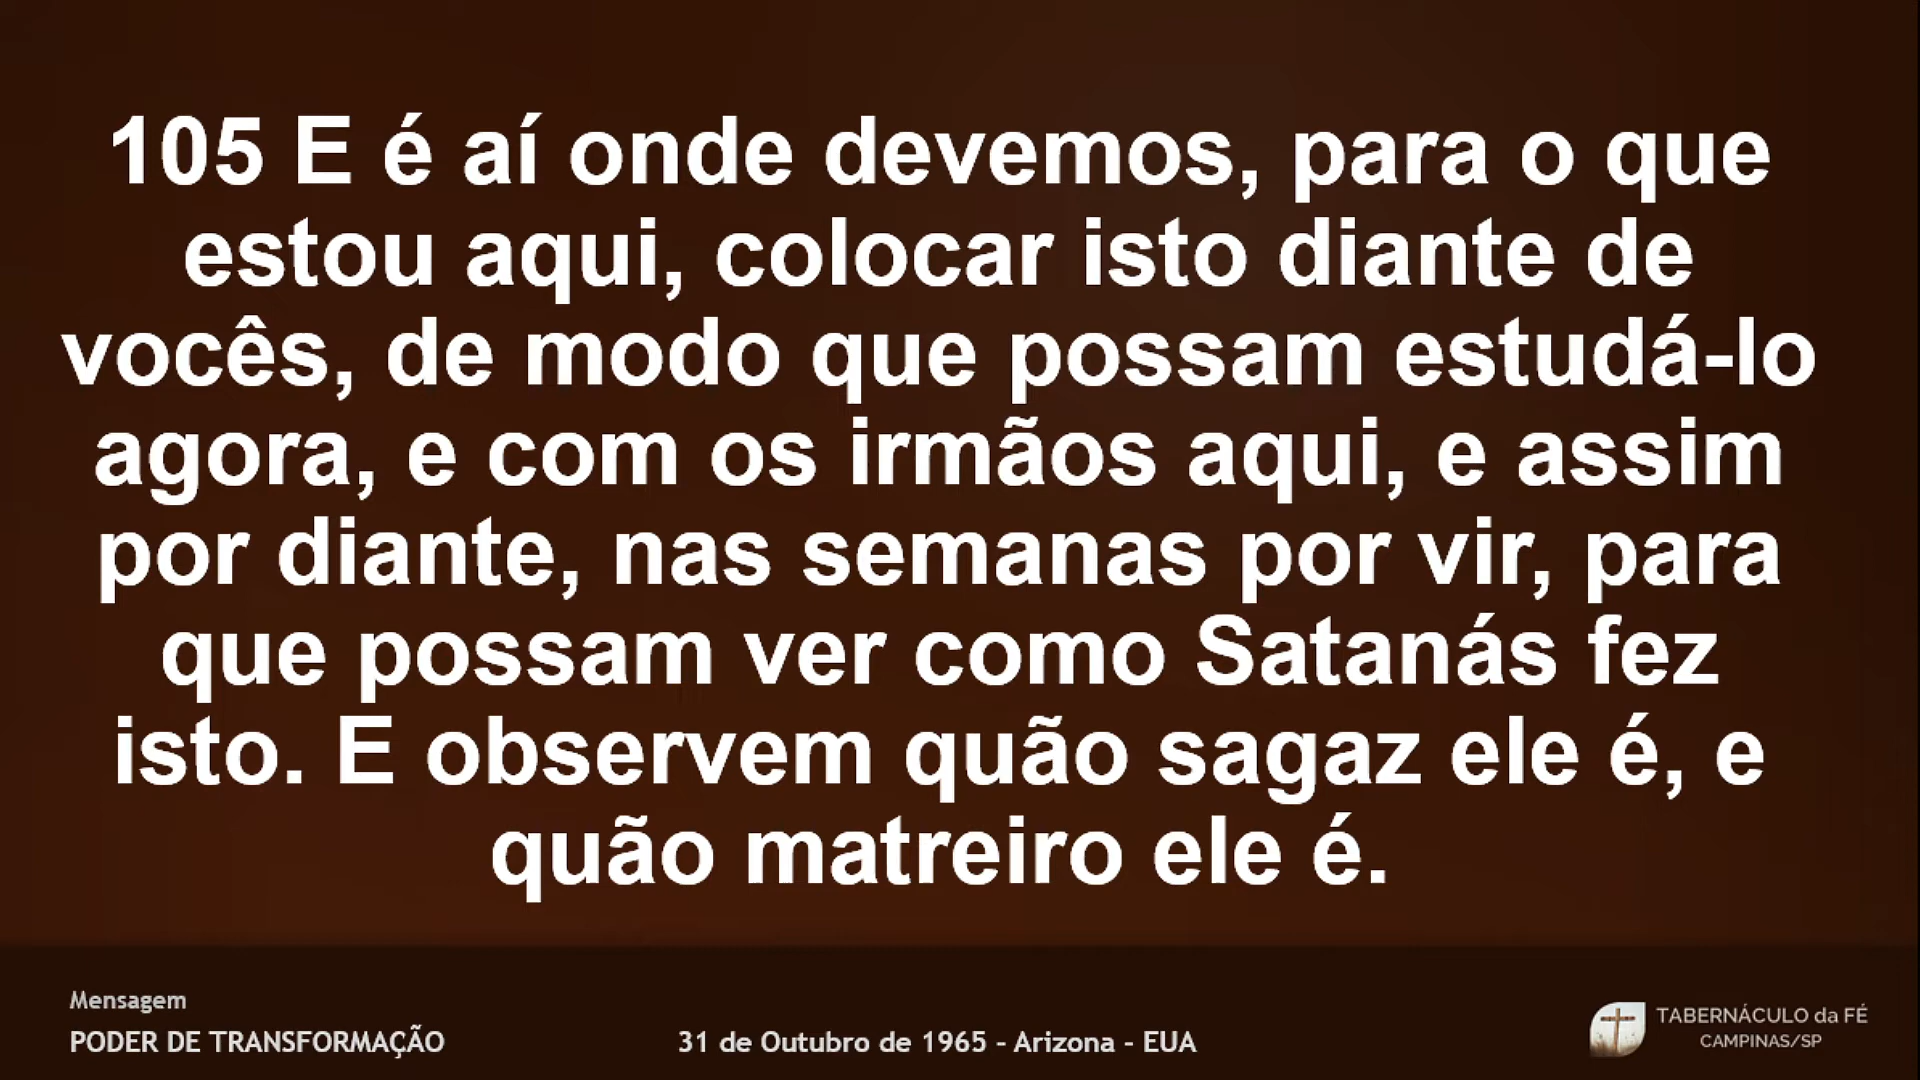 105 E é aí onde devemos, para o que
estou aqui, colocar isto diante de
vocês, de modo que possam estudá-lo
agora, e com os irmãos aqui, e assim
por diante, nas semanas por vir, para
que possam ver como Satanás fez
isto. E observem quão sagaz ele é, e
quão matreiro ele é.
Mensagem
PODER DE TRANSFORMAÇÃO
31 de Outubro de 1965 - Arizona - EUA
TABERNÁCULO da FÉ
CAMPINAS/SP